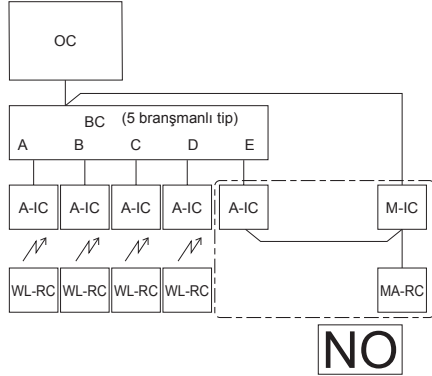 OC
BC (5 branşmanlı tip)
A B C D E
A-IC A-IC A-IC A-IC A-IC M-IC
WL-RC WL-RC WL-RC WL-RC MA-RC
NO